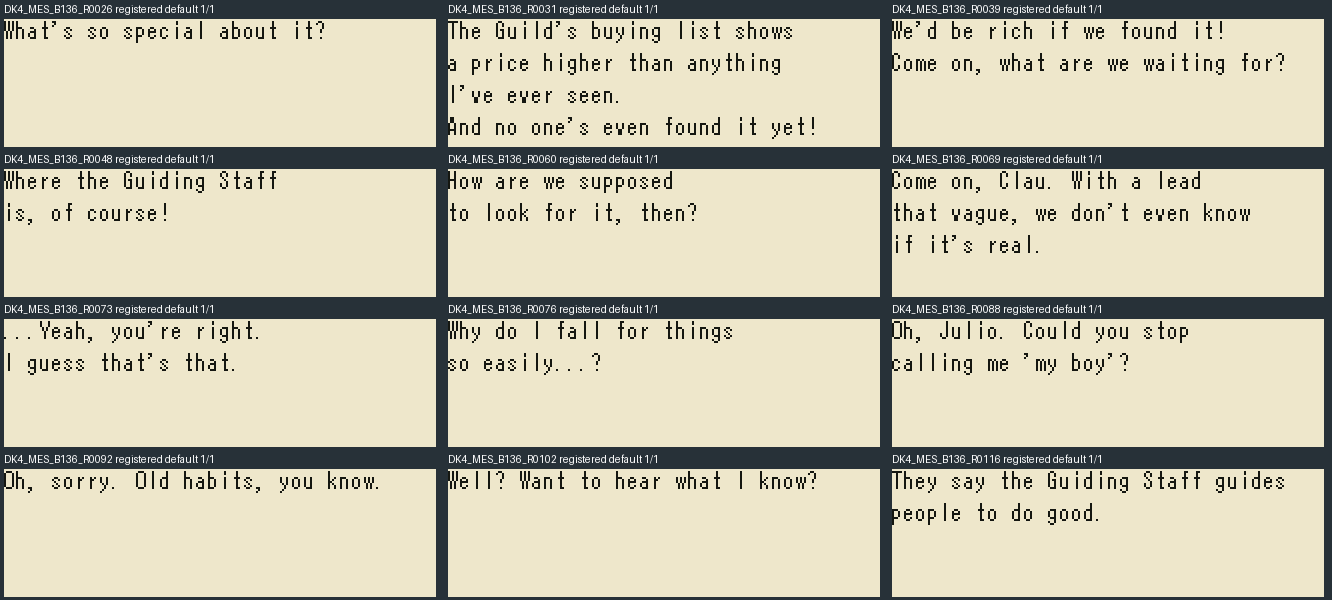 DK4_MES_B136_R0026 registered default 1/1
What's so special about it?
DK4_MES_B136_R0031 registered default 1/1
The Guild's buying list shows
a price higher than anything
I've ever seen.
And no one's even found it yet!
DK4_MES_B136_R0039 registered default 1/1
We'd be rich if we found it!
Come on, what are we waiting for?
DK4_MES_B136_R0048 registered default 1/1
Where the Guiding Staff
is, of course!
DK4_MES_B136_R0060 registered default 1/1
How are we supposed
to look for it, then?
DK4_MES_B136_R0069 registered default 1/1
Come on, Clau. With a lead
that vague, we don't even know
if it's real.
DK4_MES_B136_R0073 registered default 1/1
...Yeah, you're right.
I guess that's that.
DK4_MES_B136_R0076 registered default 1/1
Why do I fall for things
so easily...?
DK4_MES_B136_R0088 registered default 1/1
Oh, Julio. Could you stop
calling me 'my boy'?
DK4_MES_B136_R0092 registered default 1/1
Oh, sorry. Old habits, you know.
DK4_MES_B136_R0102 registered default 1/1
Well? Want to hear what I know?
DK4_MES_B136_R0116 registered default 1/1
They say the Guiding Staff guides
people to do good.